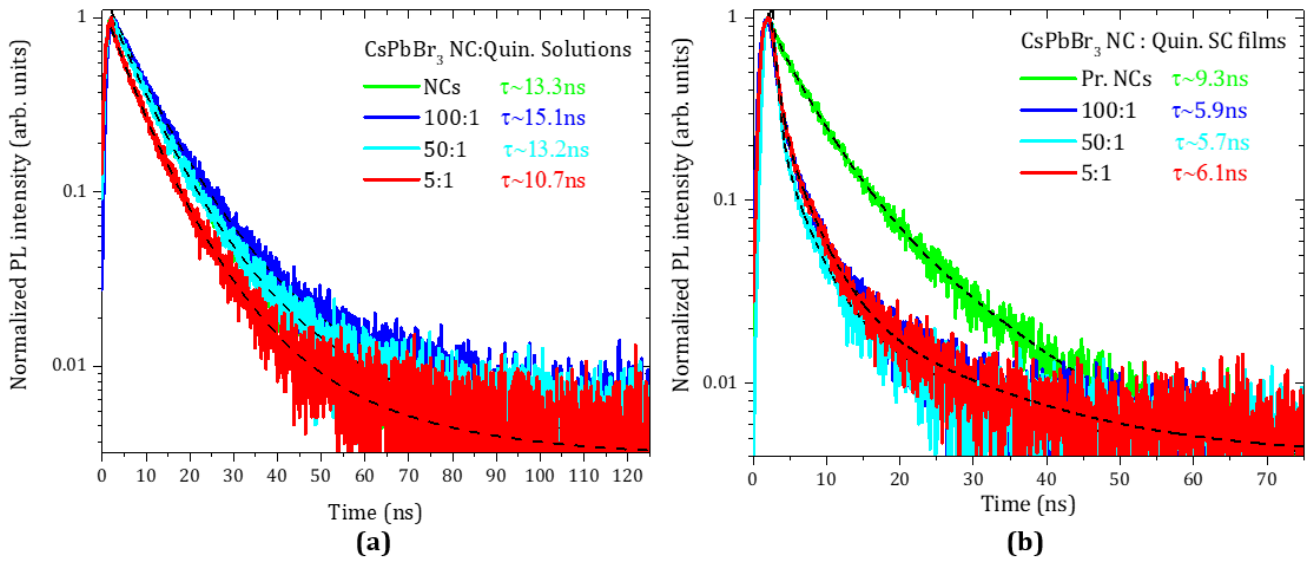 CsPbBr3 NC:Quin. Solutions
NCs τ~13.3ns
100:1 τ~15.1ns
50:1 τ~13.2ns
5:1 τ~10.7ns
Normalized PL intensity (arb. units)
1
0.1
0.01
0 10 20 30 40 50 60 70 80 90 100 110 120
Time (ns)
(a)
CsPbBr3 NC : Quin. SC films
Pr. NCs τ~9.3ns
100:1 τ~5.9ns
50:1 τ~5.7ns
5:1 τ~6.1ns
Normalized PL intensity (arb. units)
1
0.1
0.01
0 10 20 30 40 50 60 70
Time (ns)
(b)